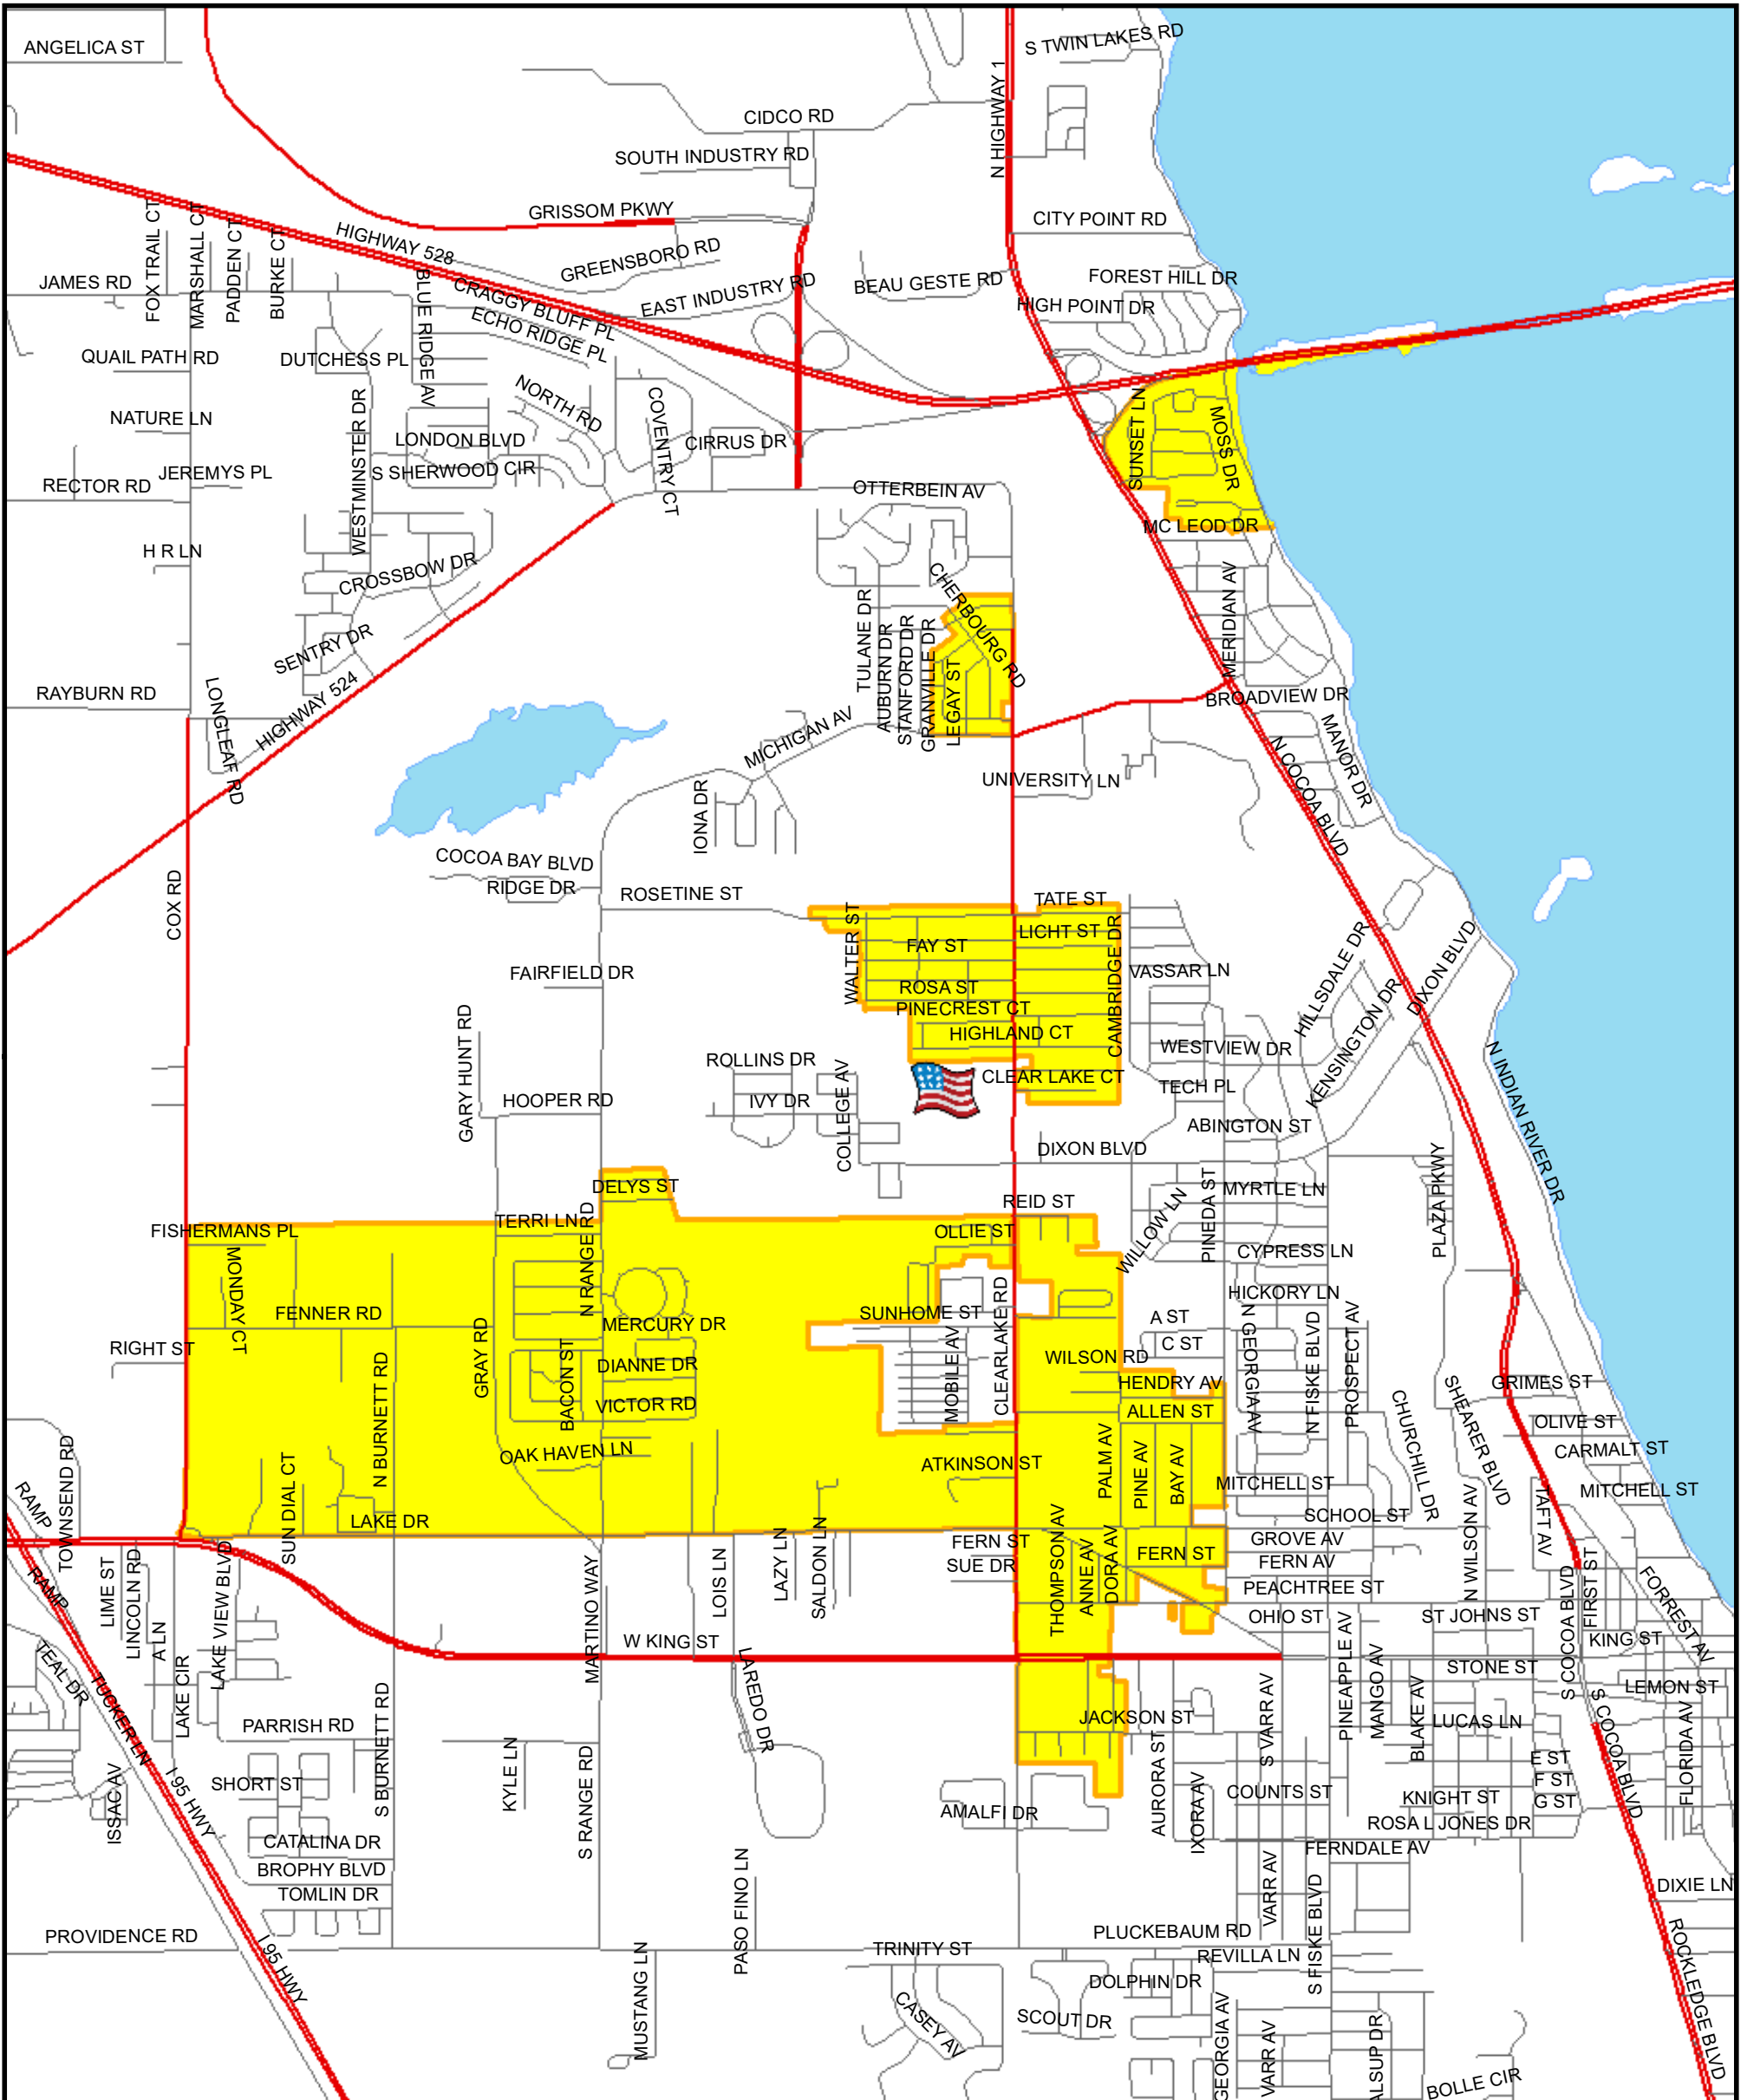 ANGELICA ST
S TWIN LAKES RD
N HIGHWAY 1
CIDCO RD
SOUTH INDUSTRY RD
GRISSOM PKWY
CITY POINT RD
FOX TRAIL CT
MARSHALL CT
PADDEN CT
BURKE CT
HIGHWAY 528
GREENSBORO RD
JAMES RD
BLUE RIDGE AV
CRAGGY BLUFF PL
EAST INDUSTRY RD
BEAU GESTE RD
FOREST HILL DR
HIGH POINT DR
ECHO RIDGE PL
QUAIL PATH RD
DUTCHESS PL
NORTH RD
COVENTRY CT
SUNSET LN
MOSS DR
NATURE LN
WESTMINSTER DR
LONDON BLVD
CIRRUS DR
JEREMYS PL
S SHERWOOD CIR
RECTOR RD
OTTERBEIN AV
MC LEOD DR
H R LN
CROSSBOW DR
CHERBOURG RD
MERIDIAN AV
TULANE DR
AUBURN DR
STANFORD DR
GRANVILLE DR
LEGAY ST
SENTRY DR
RAYBURN RD
LONGLEAF RD
HIGHWAY 524
BROADVIEW DR
MICHIGAN AV
MANOR DR
N COCOA BLVD
UNIVERSITY LN
IONA DR
COCOA BAY BLVD
RIDGE DR
COX RD
ROSETINE ST
TATE ST
WALTER ST
LICHT ST
FAY ST
CAMBRIDGE DR
HILLSDALE DR
DIXON BLVD
FAIRFIELD DR
VASSAR LN
ROSA ST
PINECREST CT
KENSINGTON DR
GARY HUNT RD
HIGHLAND CT
WESTVIEW DR
ROLLINS DR
COLLEGE AV
CLEAR LAKE CT
TECH PL
N INDIAN RIVER DR
HOOPER RD
IVY DR
ABINGTON ST
DIXON BLVD
PLAZA PKWY
DELYS ST
REID ST
WILLOW LN
PINEDA ST
MYRTLE LN
FISHERMANS PL
TERRI LN
N RANGE RD
OLLIE ST
CYPRESS LN
MONDAY CT
CLEARLAKE RD
HICKORY LN
FENNER RD
SUNHOME ST
A ST
N GEORGIA AV
N FISKE BLVD
PROSPECT AV
MERCURY DR
C ST
RIGHT ST
GRAY RD
BACON ST
MOBILE AV
WILSON RD
N BURNETT RD
DIANNE DR
HENDRY AV
CHURCHILL DR
SHEARER BLVD
GRIMES ST
VICTOR RD
ALLEN ST
OLIVE ST
TOWNSEND RD
OAK HAVEN LN
PALM AV
PINE AV
BAY AV
CARMALT ST
SUN DIAL CT
ATKINSON ST
MITCHELL ST
MITCHELL ST
RAMP
LAKE DR
SCHOOL ST
N WILSON AV
TAFT AV
THOMPSON AV
ANNE AV
DORA AV
FERN ST
GROVE AV
FERN ST
FERN AV
LIME ST
LINCOLN RD
LAKE VIEW BLVD
MARTINO WAY
LOIS LN
LAZY LN
SALDON LN
SUE DR
PEACHTREE ST
S COCOA BLVD
FIRST ST
FORREST AV
RAMP
A LN
OHIO ST
ST JOHNS ST
W KING ST
KING ST
TEAL DR
LAKE CIR
LAREDO DR
PINEAPPLE AV
MANGO AV
STONE ST
TUCKER LN
S VARR AV
BLAKE AV
LEMON ST
S BURNETT RD
PARRISH RD
JACKSON ST
LUCAS LN
S COCOA BLVD
FLORIDA AV
KYLE LN
S RANGE RD
AURORA ST
E ST
ISSAC AV
I 95 HWY
SHORT ST
IXORA AV
COUNTS ST
F ST
KNIGHT ST
G ST
AMALFI DR
ROSA L JONES DR
CATALINA DR
FERNDALE AV
BROPHY BLVD
PASO FINO LN
VARR AV
S FISKE BLVD
DIXIE LN
TOMLIN DR
PROVIDENCE RD
I 95 HWY
MUSTANG LN
TRINITY ST
PLUCKEBAUM RD
REVILLA LN
ROCKLEDGE BLVD
DOLPHIN DR
CASEY AV
SCOUT DR
GEORGIA AV
VARR AV
ALSUP DR
BOLLE CIR